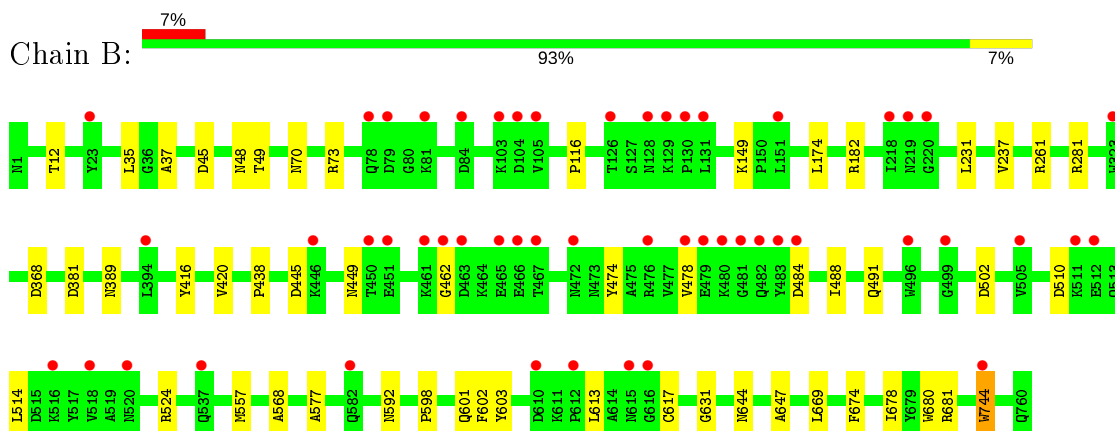 7%
Chain B:
93%
7%
N1 T12 Y23 L35 G36 A37 D45 N48 T49 N70 R73 Q78 D79 G80 K81 D84 K103 D104 V105 P116 T126 S127 N128 K129 P130 L131 K149 P150 L151 L174 R182 I218 N219 G220 L231 V237 R261 R281 W323
D368 D381 N389 L394 Y416 V420 P438 D445 K446 N449 T450 E451 K461 G462 D463 K464 E465 E466 T467 N472 N473 Y474 A475 R476 V477 V478 E479 K480 G481 Q482 Y483 D484 I488 Q491 W496 G499 D502 V505 D510 K511 E512 Q513
L514 D515 K516 Y517 V518 A519 N520 R524 Q537 M557 A568 A577 Q582 N592 P598 Q601 F602 Y603 D610 K611 P612 L613 A614 N615 G616 C617 G631 N644 A647 L669 F674 I678 Y679 W680 R681 W744 Q760